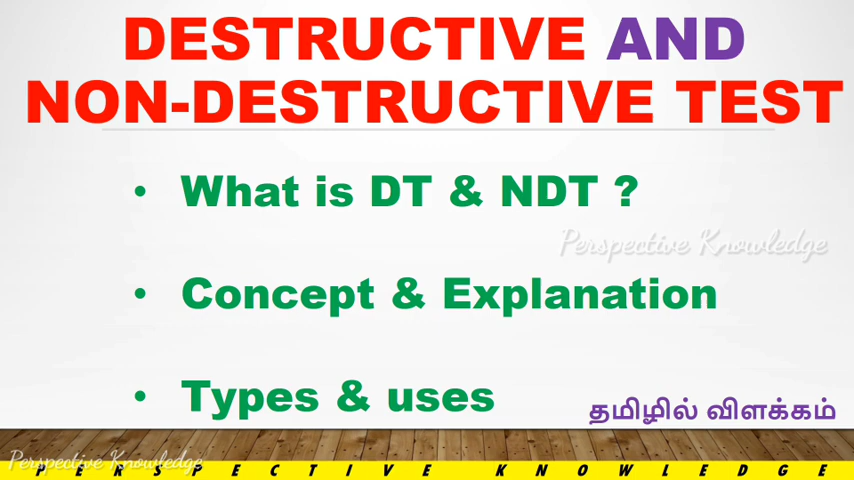 DESTRUCTIVE AND
NON-DESTRUCTIVE TEST
• What is DT & NDT ?
Perspective Knowledge
• Concept & Explanation
• Types & uses
தமிழில் விளக்கம்
Perspective Knowledge
PERSPECTIVE KNOWLEDGE